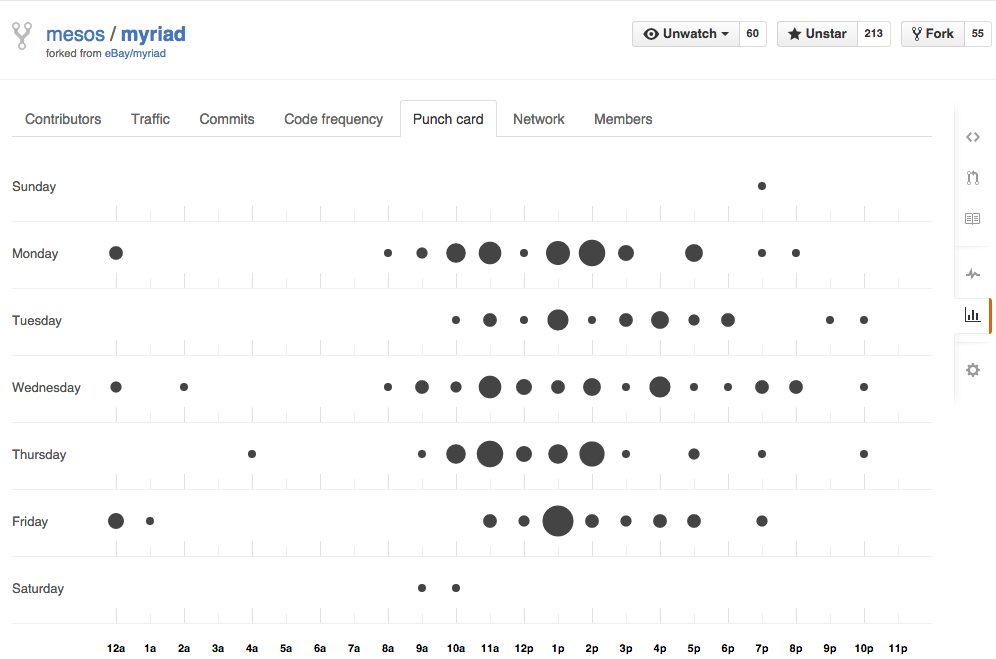 mesos / myriad
forked from eBay/myriad
Unwatch 60 Unstar 213 Fork 55
Contributors Traffic Commits Code frequency Punch card Network Members
Sunday
Monday
Tuesday
Wednesday
Thursday
Friday
Saturday
12a 1a 2a 3a 4a 5a 6a 7a 8a 9a 10a 11a 12p 1p 2p 3p 4p 5p 6p 7p 8p 9p 10p 11p